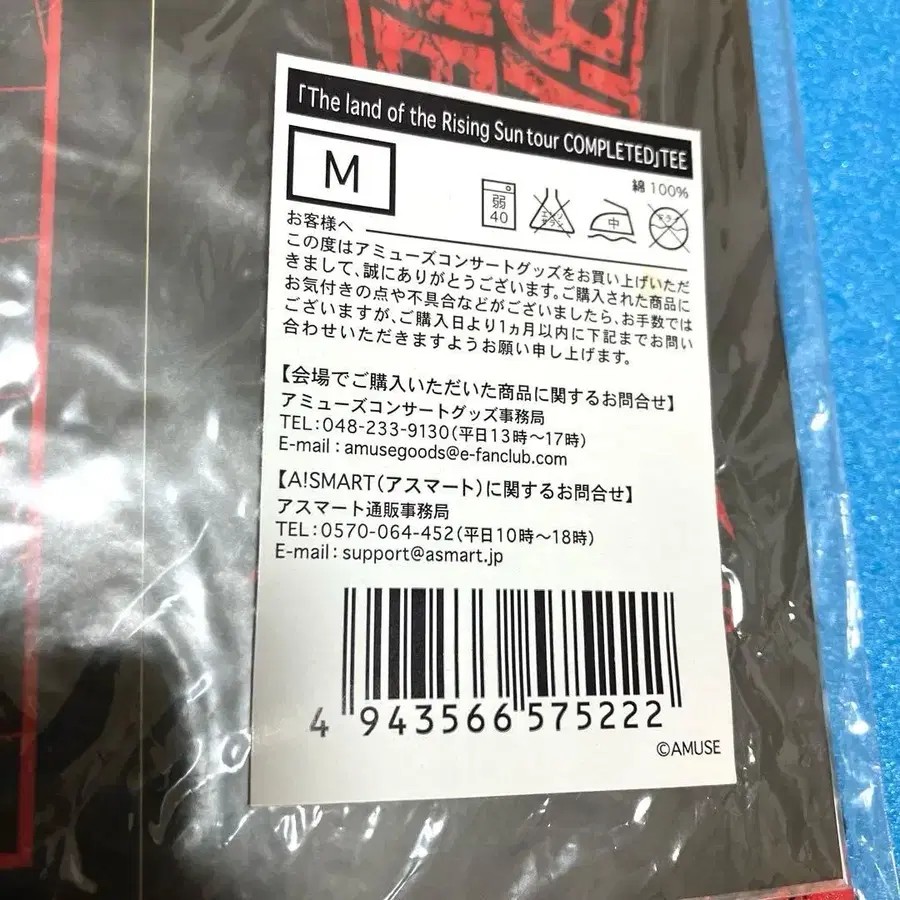 「The land of the Rising Sun tour COMPLETED」TEE
M
綿 100%
弱
40
エンソ
サラシ
中
ドライ
お客様へ
この度はアミューズコンサートグッズをお買い上げいただ
きまして、誠にありがとうございます。ご購入された商品に
お気付きの点や不具合などがございましたら、お手数では
ございますが、ご購入日より1ヵ月以内に下記までお問い
合わせいただきますようお願い申し上げます。
【会場でご購入いただいた商品に関するお問合せ】
アミューズコンサートグッズ事務局
TEL:048-233-9130(平日13時〜17時)
E-mail : amusegoods@e-fanclub.com
【A!SMART(アスマート)に関するお問合せ】
アスマート通販事務局
TEL:0570-064-452(平日10時〜18時)
E-mail : support@asmart.jp
4 943566 575222
©AMUSE